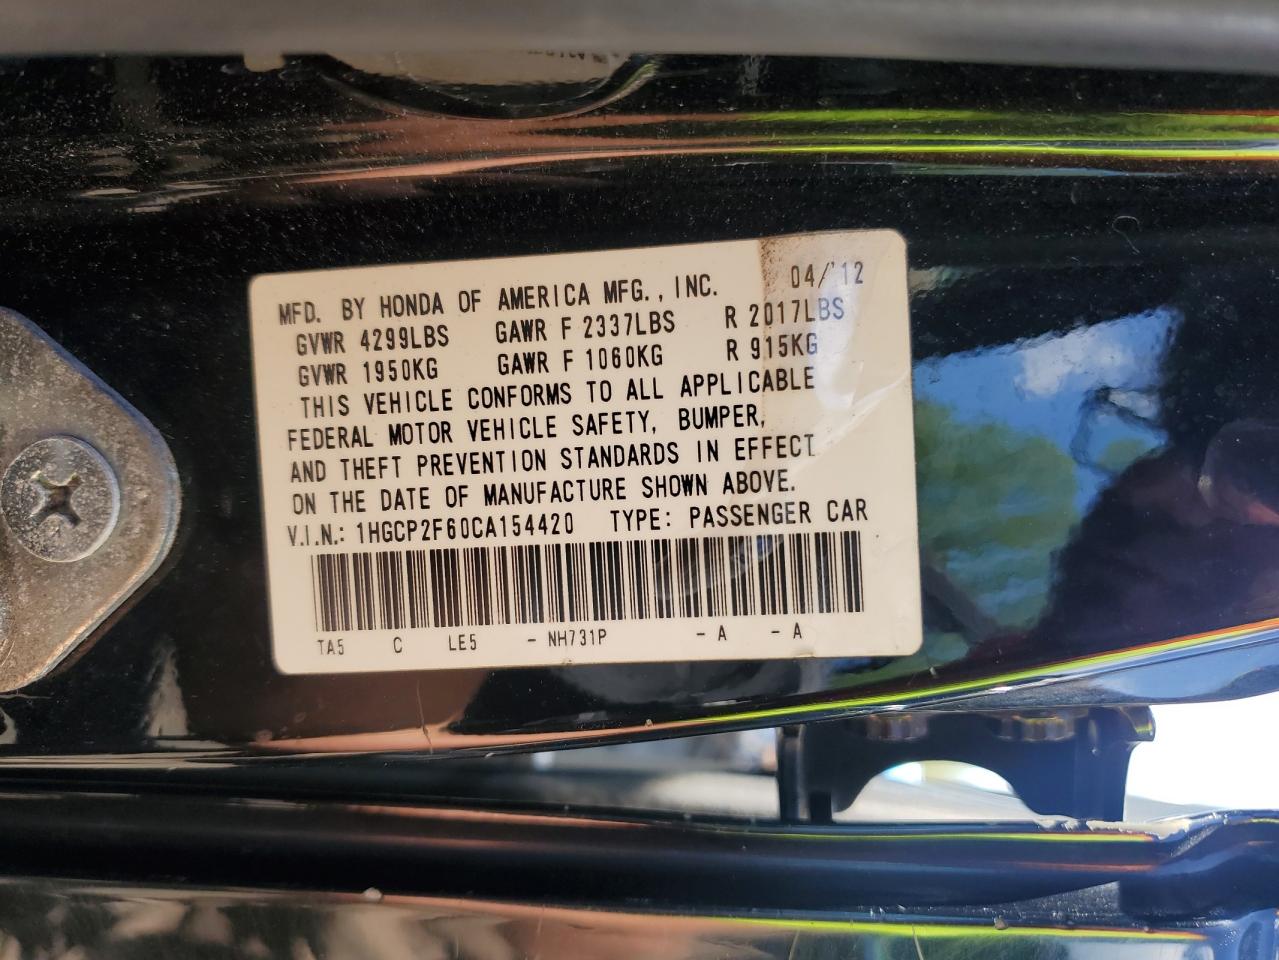 MFD. BY HONDA OF AMERICA MFG., INC. 04/'12
GVWR 4299LBS GAWR F 2337LBS R 2017LBS
GVWR 1950KG GAWR F 1060KG R 915KG
THIS VEHICLE CONFORMS TO ALL APPLICABLE
FEDERAL MOTOR VEHICLE SAFETY, BUMPER,
AND THEFT PREVENTION STANDARDS IN EFFECT
ON THE DATE OF MANUFACTURE SHOWN ABOVE.
V.I.N.: 1HGCP2F60CA154420 TYPE: PASSENGER CAR
TA5 C LE5 - NH731P - A - A